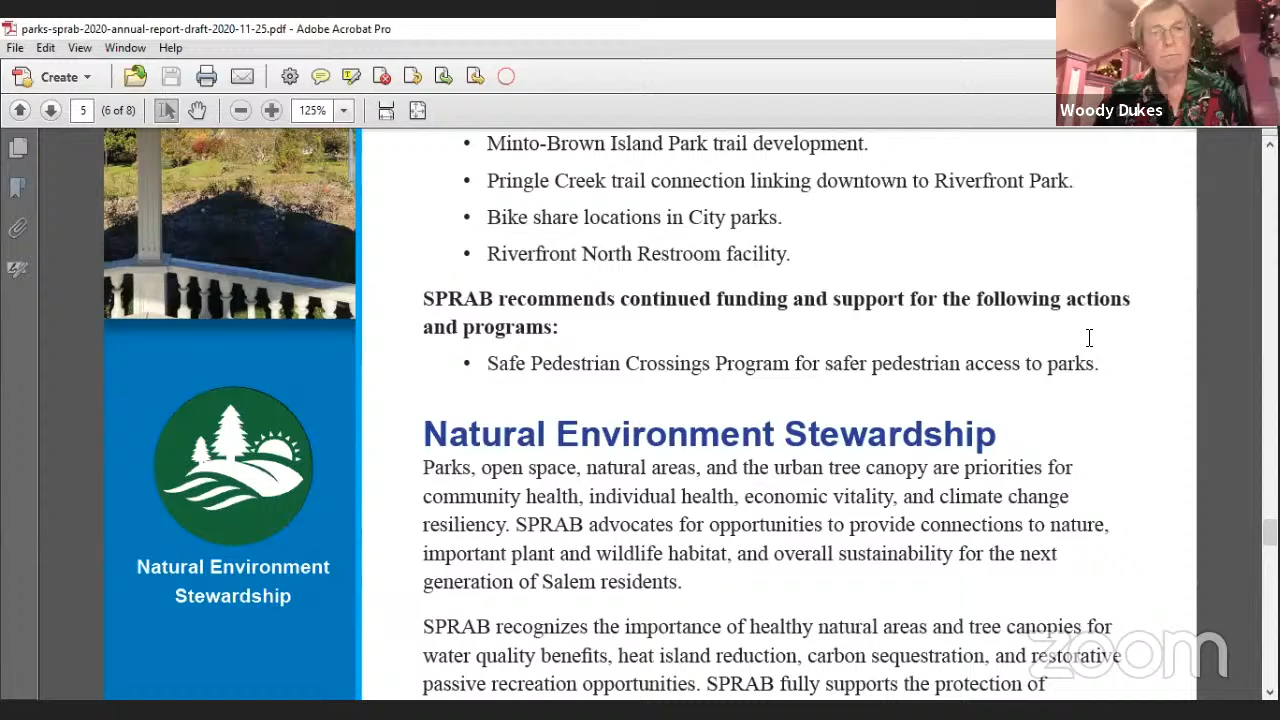 parks-sprab-2020-annual-report-draft-2020-11-25.pdf - Adobe Acrobat Pro
File Edit View Window Help
Create
5 (6 of 8) 125%
Woody Dukes
• Minto-Brown Island Park trail development.
• Pringle Creek trail connection linking downtown to Riverfront Park.
• Bike share locations in City parks.
• Riverfront North Restroom facility.
SPRAB recommends continued funding and support for the following actions
and programs:
• Safe Pedestrian Crossings Program for safer pedestrian access to parks.
Natural Environment
Stewardship
Natural Environment Stewardship
Parks, open space, natural areas, and the urban tree canopy are priorities for
community health, individual health, economic vitality, and climate change
resiliency. SPRAB advocates for opportunities to provide connections to nature,
important plant and wildlife habitat, and overall sustainability for the next
generation of Salem residents.
SPRAB recognizes the importance of healthy natural areas and tree canopies for
water quality benefits, heat island reduction, carbon sequestration, and restorative
passive recreation opportunities. SPRAB fully supports the protection of
zoom